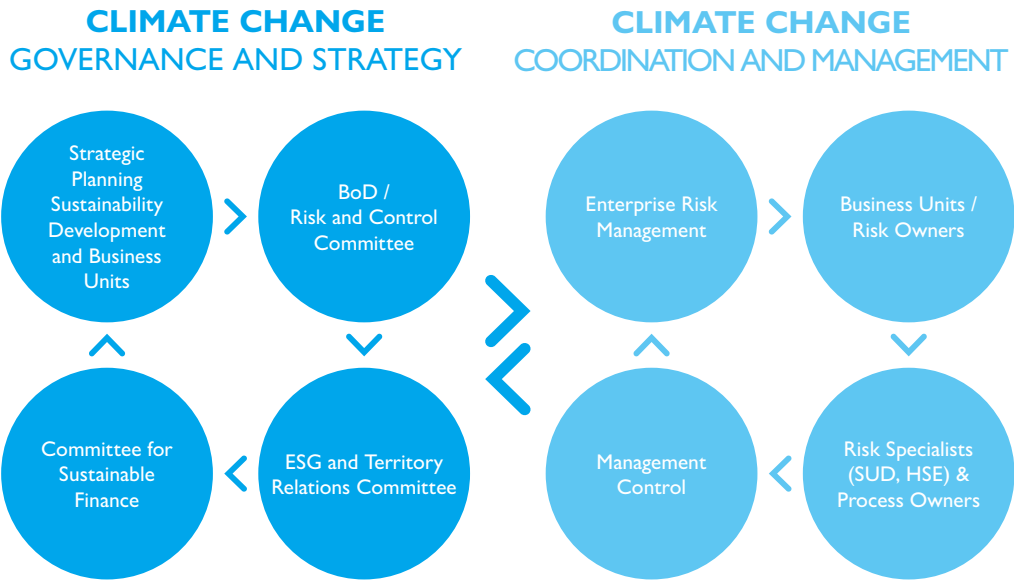 CLIMATE CHANGE
GOVERNANCE AND STRATEGY
CLIMATE CHANGE
COORDINATION AND MANAGEMENT
Strategic
Planning
Sustainability
Development
and Business
Units
BoD /
Risk and Control
Committee
Enterprise Risk
Management
Business Units /
Risk Owners
Committee for
Sustainable
Finance
ESG and Territory
Relations Committee
Management
Control
Risk Specialists
(SUD, HSE) &
Process Owners